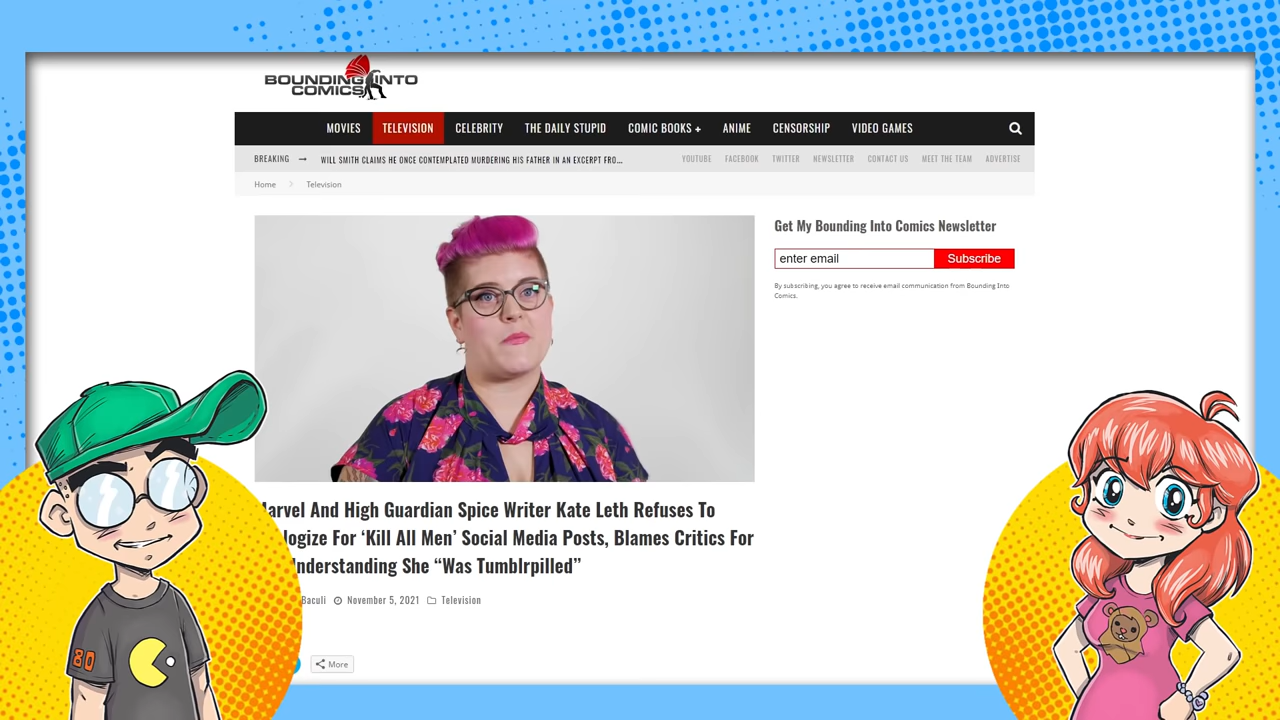 BOUNDING INTO
COMICS
MOVIES TELEVISION CELEBRITY THE DAILY STUPID COMIC BOOKS + ANIME CENSORSHIP VIDEO GAMES
BREAKING → WILL SMITH CLAIMS HE ONCE CONTEMPLATED MURDERING HIS FATHER IN AN EXCERPT FRO... YOUTUBE FACEBOOK TWITTER NEWSLETTER CONTACT US MEET THE TEAM ADVERTISE
Home Television
Get My Bounding Into Comics Newsletter
enter email Subscribe
By subscribing, you agree to receive email communication from Bounding Into
Comics.
arvel And High Guardian Spice Writer Kate Leth Refuses To
logize For ‘Kill All Men’ Social Media Posts, Blames Critics For
nderstanding She “Was Tumblrpilled”
Baculi November 5, 2021 Television
More
80